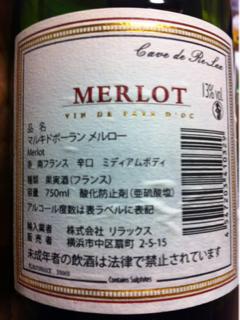 Cave de Re-Lax
MERLOT
13% vol.
VIN DE PAYS D'OC
品 名
マルキドボーラン メルロー
Merlot
赤 南フランス 辛口 ミディアムボディ
種類 果実酒(フランス)
容量 750ml 酸化防止剤(亜硫酸塩)
アルコール度数は表ラベルに表記
輸入業者 株式会社 リラックス
販 売 者 横浜市中区扇町 2-5-15
未成年者の飲酒は法律で禁止されています
Contains Sulphites